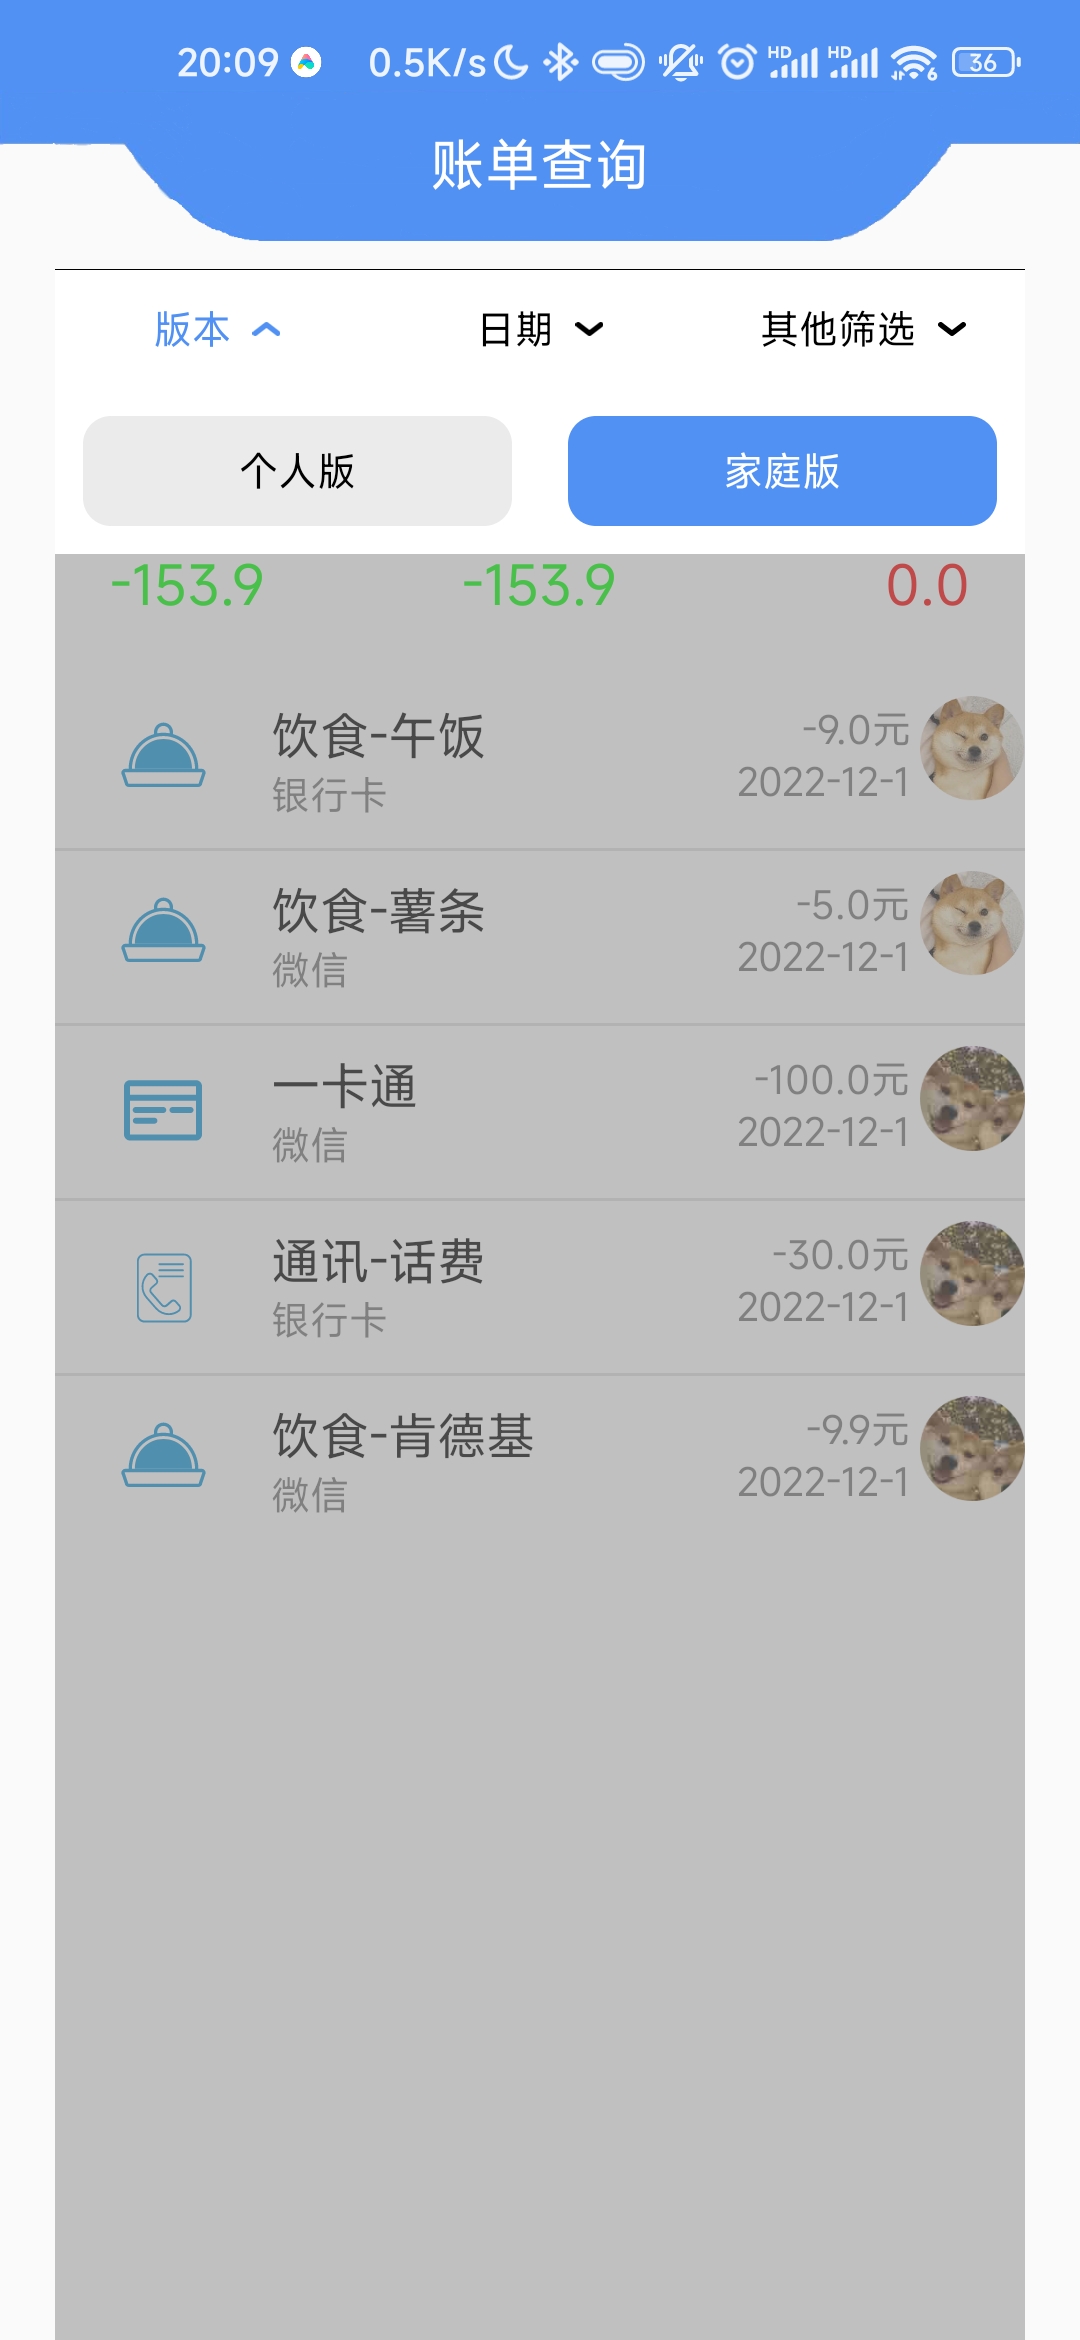 20:09 0.5K/s HD HD 6 36
账单查询
版本 日期 其他筛选
个人版 家庭版
-153.9 -153.9 0.0
饮食-午饭 -9.0元
银行卡 2022-12-1
饮食-薯条 -5.0元
微信 2022-12-1
一卡通 -100.0元
微信 2022-12-1
通讯-话费 -30.0元
银行卡 2022-12-1
饮食-肯德基 -9.9元
微信 2022-12-1